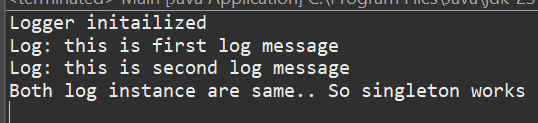 <terminated> Main [Java Application] C:\Program Files\Java\jdk-23
Logger initailized
Log: this is first log message
Log: this is second log message
Both log instance are same.. So singleton works